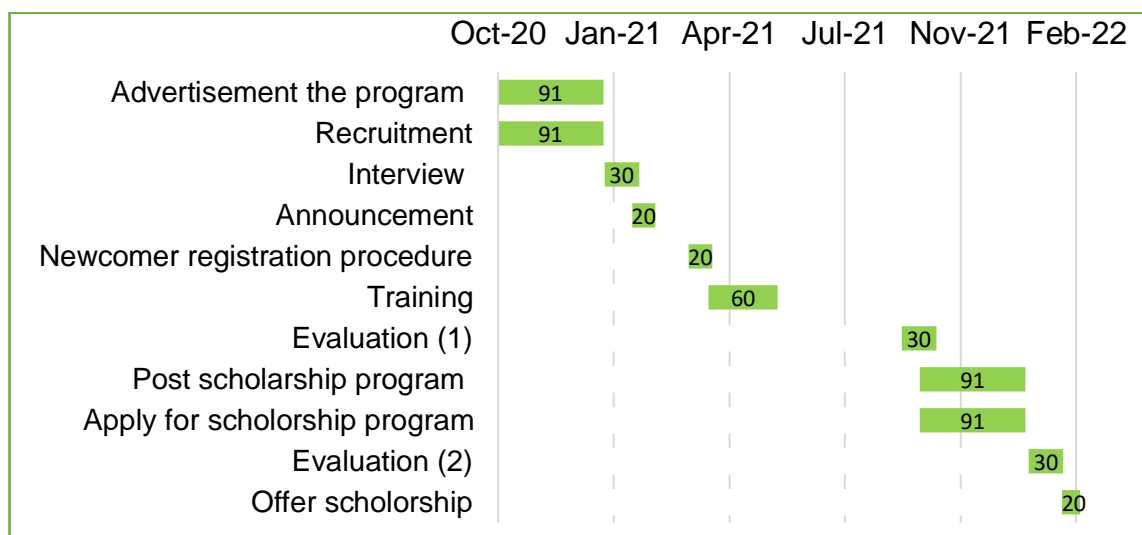 Oct-20 Jan-21 Apr-21 Jul-21 Nov-21 Feb-22
Advertisement the program 91
Recruitment 91
Interview 30
Announcement 20
Newcomer registration procedure 20
Training 60
Evaluation (1) 30
Post scholarship program 91
Apply for scholorship program 91
Evaluation (2) 30
Offer scholorship 20